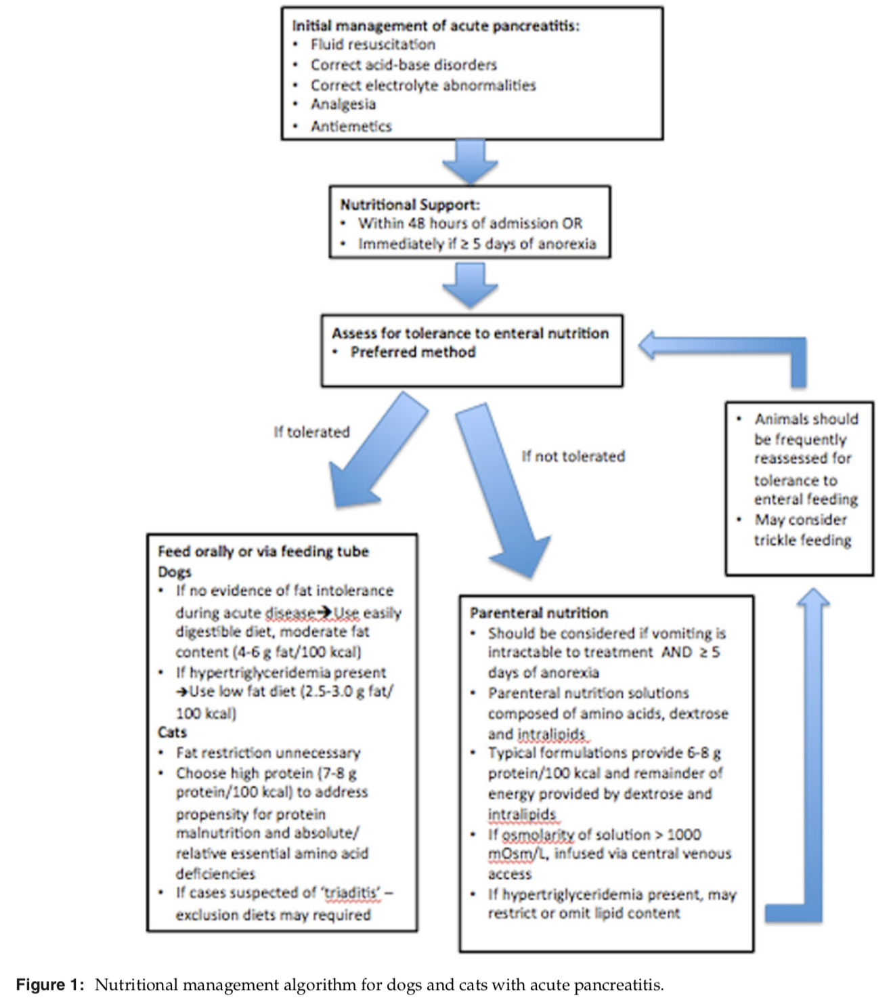 Initial management of acute pancreatitis:
• Fluid resuscitation
• Correct acid-base disorders
• Correct electrolyte abnormalities
• Analgesia
• Antiemetics
Nutritional Support:
• Within 48 hours of admission OR
• Immediately if ≥ 5 days of anorexia
Assess for tolerance to enteral nutrition
• Preferred method
If tolerated
If not tolerated
• Animals should
be frequently
reassessed for
tolerance to
enteral feeding
• May consider
trickle feeding
Feed orally or via feeding tube
Dogs
• If no evidence of fat intolerance
during acute disease➔Use easily
digestible diet, moderate fat
content (4-6 g fat/100 kcal)
• If hypertriglyceridemia present
➔Use low fat diet (2.5-3.0 g fat/
100 kcal)
Cats
• Fat restriction unnecessary
• Choose high protein (7-8 g
protein/100 kcal) to address
propensity for protein
malnutrition and absolute/
relative essential amino acid
deficiencies
• If cases suspected of ‘triaditis’ –
exclusion diets may required
Parenteral nutrition
• Should be considered if vomiting is
intractable to treatment AND ≥ 5
days of anorexia
• Parenteral nutrition solutions
composed of amino acids, dextrose
and intralipids
• Typical formulations provide 6-8 g
protein/100 kcal and remainder of
energy provided by dextrose and
intralipids
• If osmolarity of solution > 1000
mOsm/L, infused via central venous
access
• If hypertriglyceridemia present, may
restrict or omit lipid content
Figure 1: Nutritional management algorithm for dogs and cats with acute pancreatitis.